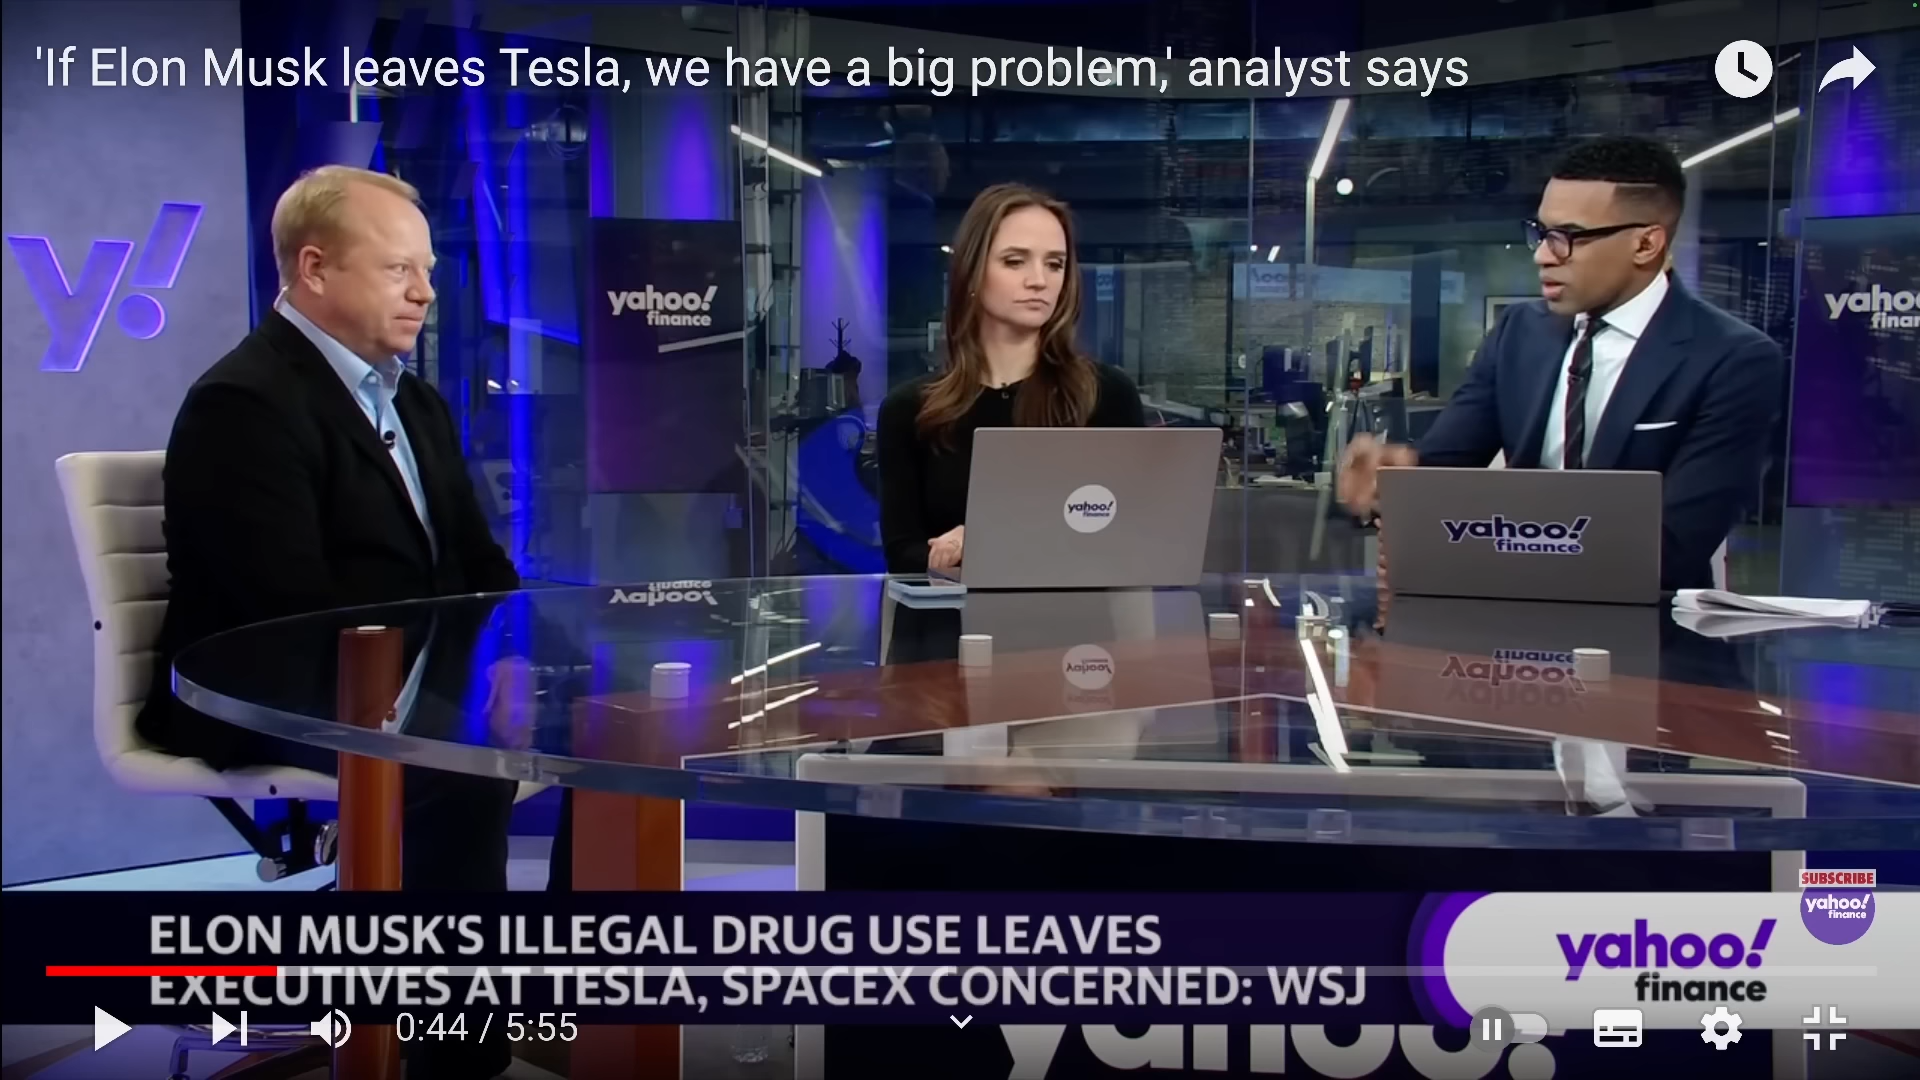 'If Elon Musk leaves Tesla, we have a big problem,' analyst says
y!
yahoo!
finance
yahoo!
finance
yahoo!
finance
ELON MUSK'S ILLEGAL DRUG USE LEAVES
EXECUTIVES AT TESLA, SPACEX CONCERNED: WSJ
SUBSCRIBE
yahoo!
finance
yahoo!
finance
0:44 / 5:55